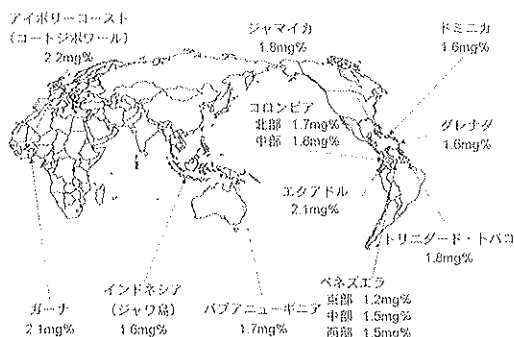 アイボリーコースト
(コートジボワール)
2.2mg%
ジャマイカ
1.8mg%
ドミニカ
1.6mg%
コロンビア
北部 1.7mg%
中部 1.6mg%
グレナダ
1.6mg%
エクアドル
2.1mg%
トリニダード・トバコ
1.8mg%
ガーナ
2.1mg%
インドネシア
(ジャワ島)
1.6mg%
パプアニューギニア
1.7mg%
ベネズエラ
東部 1.2mg%
中部 1.5mg%
西部 1.5mg%